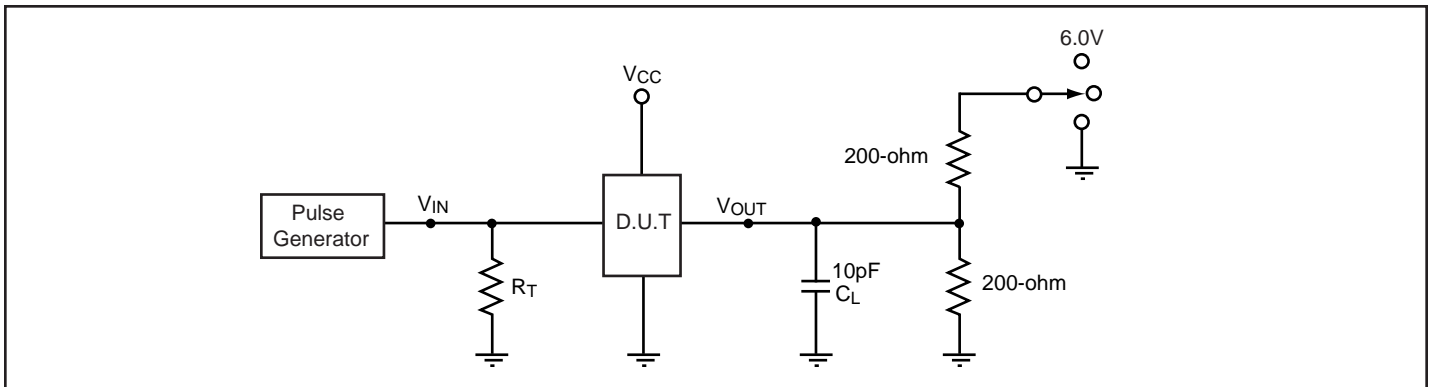 6.0V
VCC
200-ohm
Pulse
Generator
VIN
D.U.T
VOUT
RT
10pF
CL
200-ohm